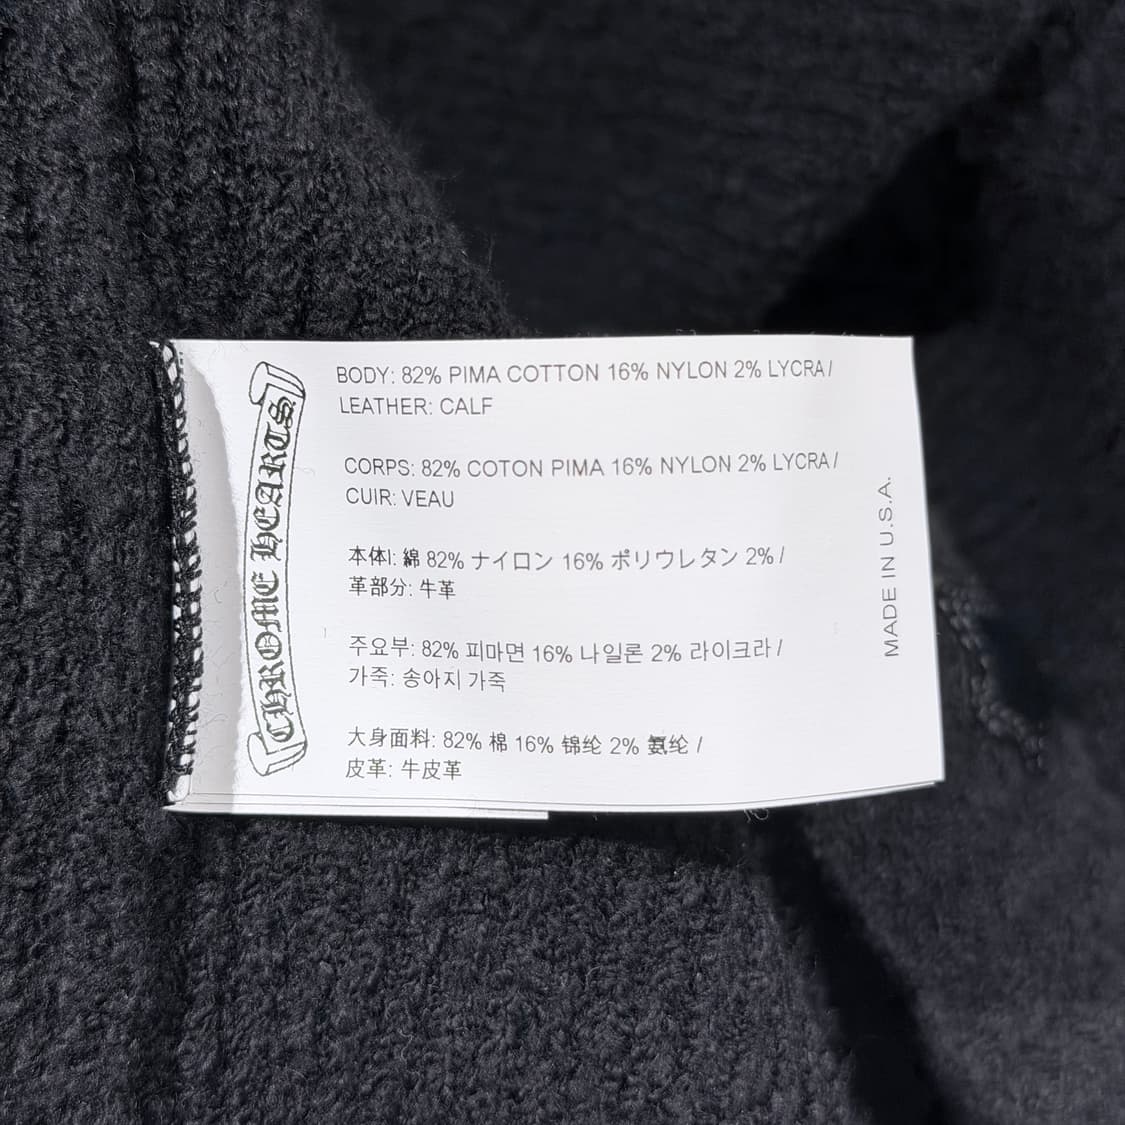 CHROME HEARTS
BODY: 82% PIMA COTTON 16% NYLON 2% LYCRA /
LEATHER: CALF
CORPS: 82% COTON PIMA 16% NYLON 2% LYCRA /
CUIR: VEAU
本体l: 綿 82% ナイロン 16% ポリウレタン 2% /
革部分: 牛革
주요부: 82% 피마면 16% 나일론 2% 라이크라 /
가죽: 송아지 가죽
大身面料: 82% 棉 16% 锦纶 2% 氨纶 /
皮革: 牛皮革
MADE IN U.S.A.